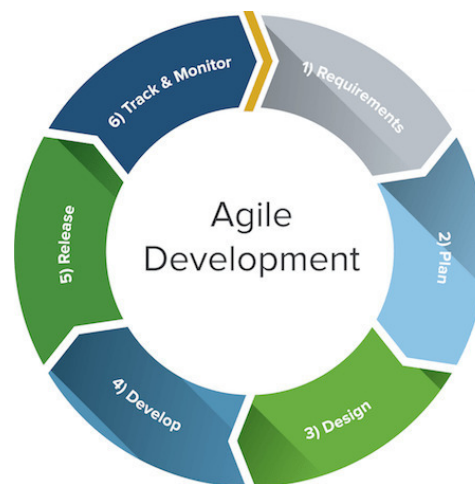 Agile
Development
1) Requirements
2) Plan
3) Design
4) Develop
5) Release
6) Track & Monitor